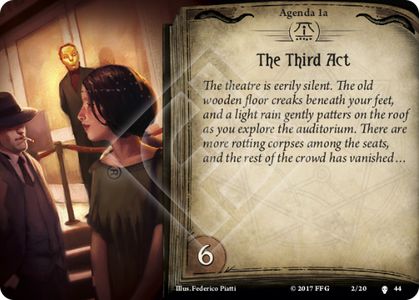 Agenda 1a
The Third Act
The theatre is eerily silent. The old
wooden floor creaks beneath your feet,
and a light rain gently patters on the roof
as you explore the auditorium. There are
more rotting corpses among the seats,
and the rest of the crowd has vanished…
6
Illus. Federico Piatti © 2017 FFG 2/20 44